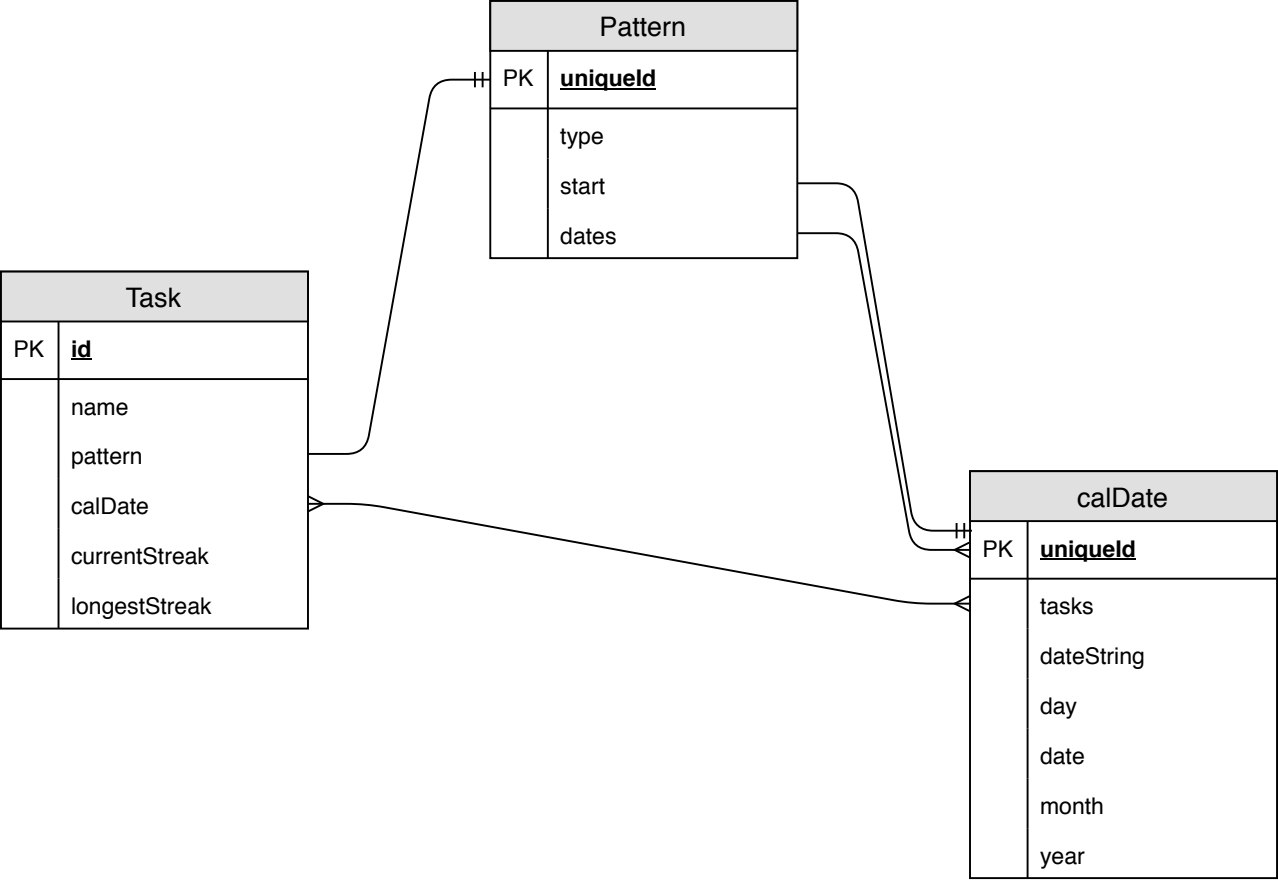 Pattern
PK uniqueId
type
start
dates
Task
PK id
name
pattern
calDate
currentStreak
longestStreak
calDate
PK uniqueId
tasks
dateString
day
date
month
year